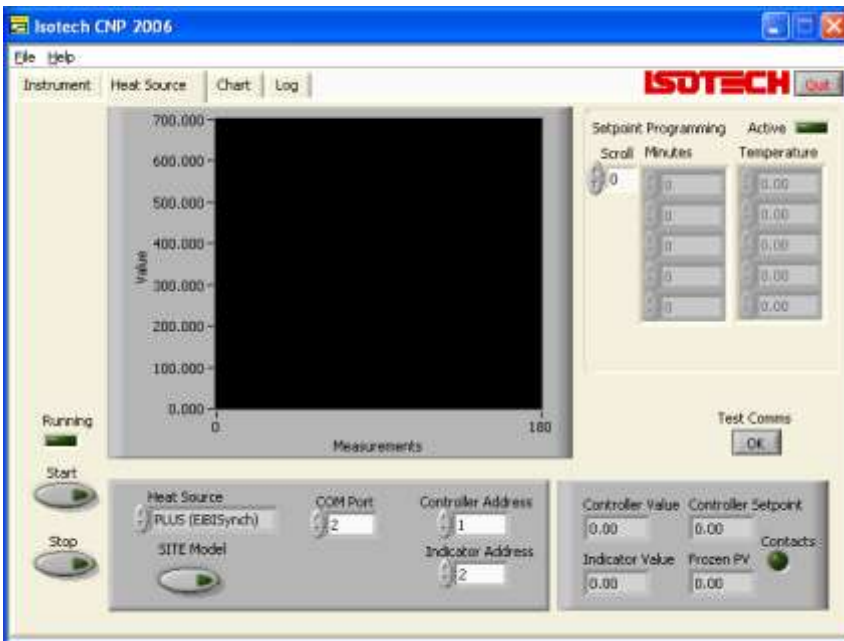 Isotech CNP 2006
File Help
Instrument Heat Source Chart Log
ISOTECH Quit
700.000
600.000
500.000
400.000
300.000
200.000
100.000
0.000
Value
0 180
Measurements
Setpoint Programming Active
Scroll Minutes Temperature
0 0 0.00
0 0.00
0 0.00
0 0.00
0 0.00
Running
Start
Stop
Test Comms
OK
Heat Source COM Port Controller Address
PLUS (EIBISynch) 2 1
SITE Model Indicator Address
2
Controller Value Controller Setpoint
0.00 0.00
Contacts
Indicator Value Frozen PV
0.00 0.00